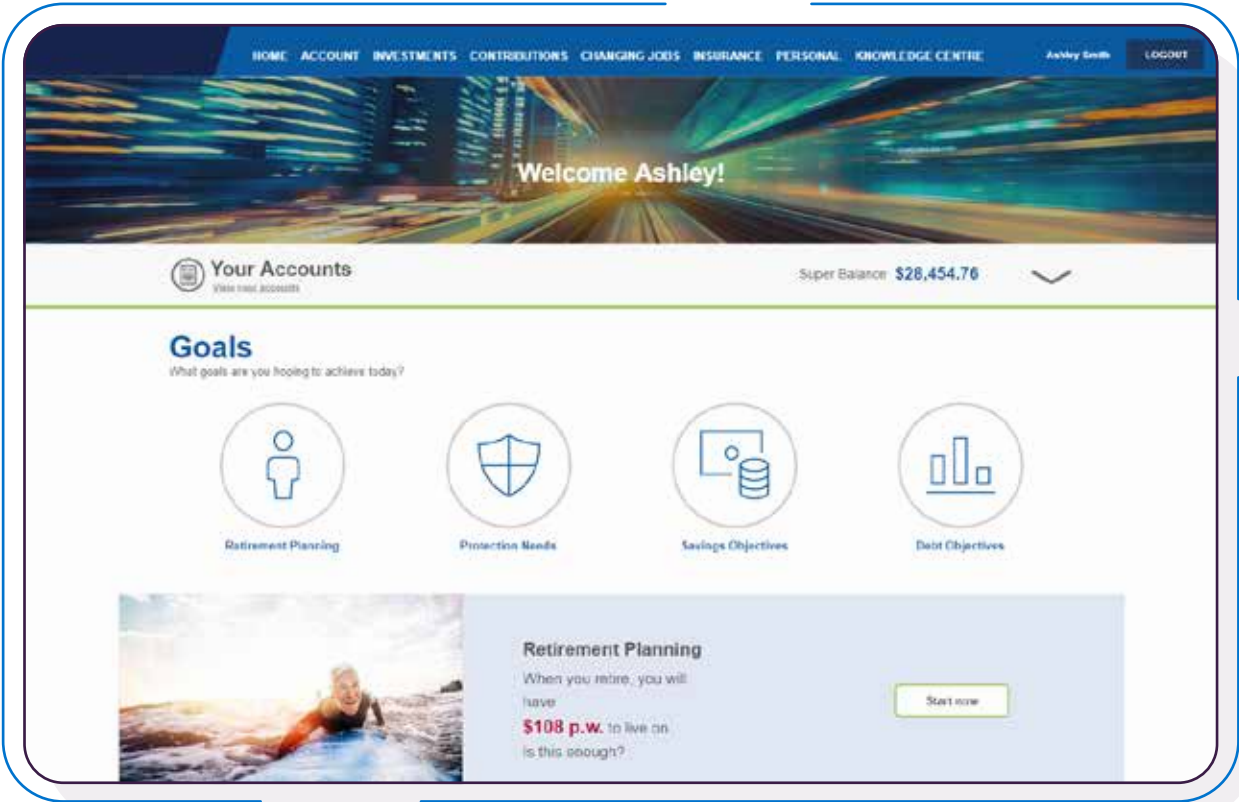 HOME ACCOUNT INVESTMENTS CONTRIBUTIONS CHANGING JOBS INSURANCE PERSONAL KNOWLEDGE CENTRE Ashley Smith LOGOUT
Welcome Ashley!
Your Accounts
View your accounts
Super Balance $28,454.76
Goals
What goals are you hoping to achieve today?
Retirement Planning Protection Needs Savings Objectives Debt Objectives
Retirement Planning
When you retire, you will
have
$108 p.w. to live on
Is this enough?
Start now